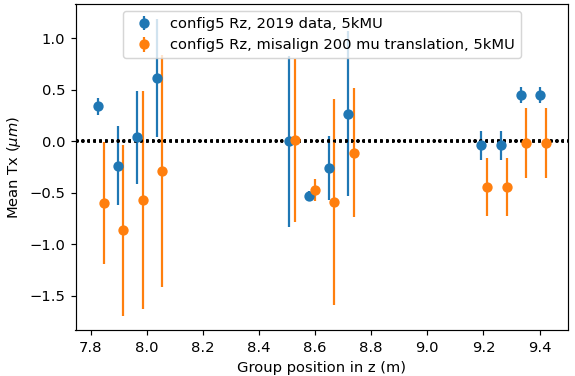 config5 Rz, 2019 data, 5kMU
config5 Rz, misalign 200 mu translation, 5kMU
1.0
0.5
0.0
−0.5
−1.0
−1.5
Mean Tx (μm)
7.8 8.0 8.2 8.4 8.6 8.8 9.0 9.2 9.4
Group position in z (m)